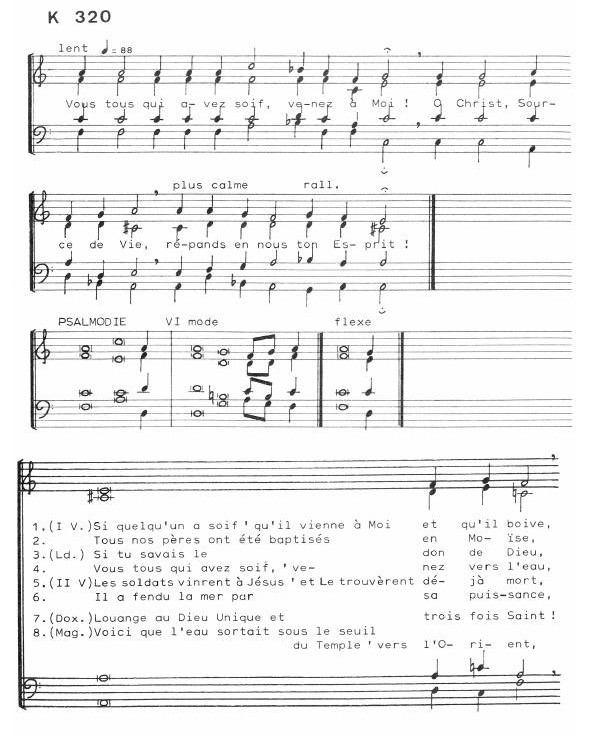 K 320
lent ♩ = 88
Vous tous qui a- vez soif, ve-nez à Moi ! O Christ, Sour-
plus calme rall.
ce de Vie, ré-pands en nous ton Es- prit !
PSALMODIE VI mode flexe
1.(I V.)Si quelqu'un a soif ' qu'il vienne à Moi et qu'il boive,
2. Tous nos pères ont été baptisés en Mo- ïse,
3.(Ld.) Si tu savais le don de Dieu,
4. Vous tous qui avez soif,'ve- nez vers l'eau,
5.(II V)Les soldats vinrent à Jésus ' et Le trouvèrent dé- jà mort,
6. Il a fendu la mer par sa puis-sance,
7.(Dox.)Louange au Dieu Unique et trois fois Saint !
8.(Mag.)Voici que l'eau sortait sous le seuil
du Temple ' vers l'O- ri- ent,